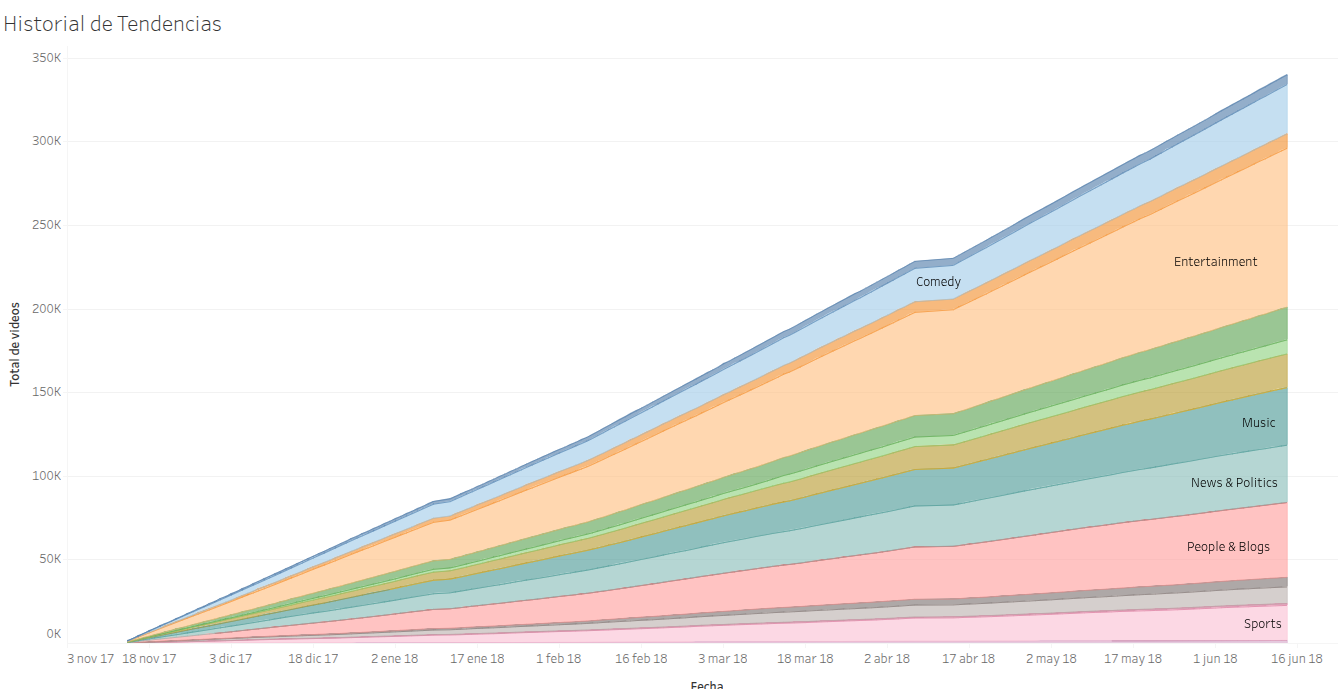 Historial de Tendencias
350K
300K
250K
200K
150K
100K
50K
0K
Total de videos
Comedy
Entertainment
Music
News & Politics
People & Blogs
Sports
3 nov 17 18 nov 17 3 dic 17 18 dic 17 2 ene 18 17 ene 18 1 feb 18 16 feb 18 3 mar 18 18 mar 18 2 abr 18 17 abr 18 2 may 18 17 may 18 1 jun 18 16 jun 18
Fecha